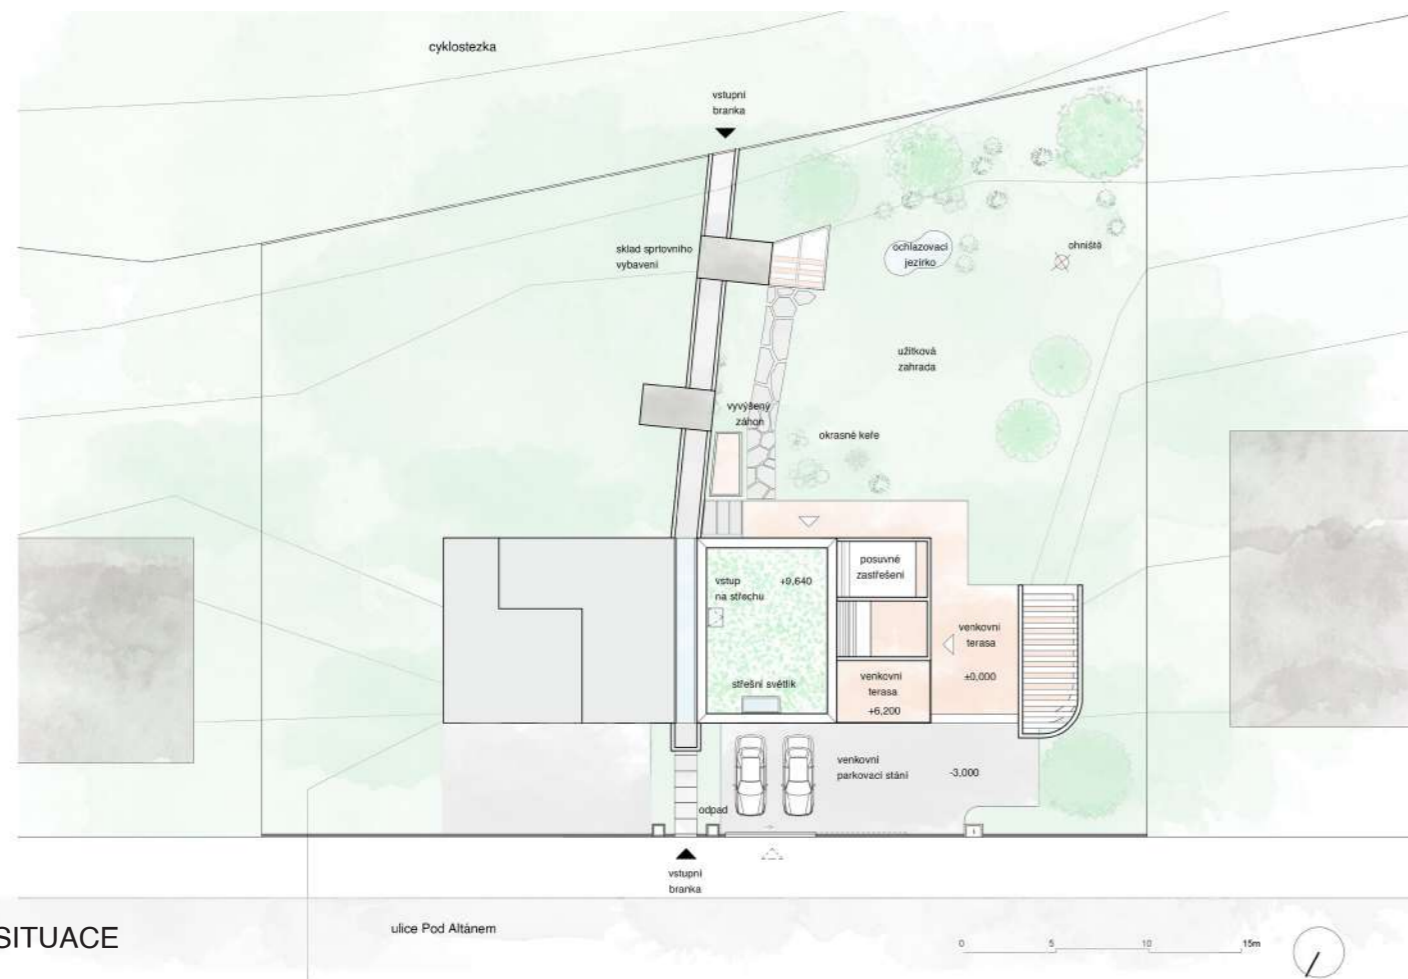 cyklostezka
vstupní
branka
sklad sprtovního
vybavení
ochlazovací
jezírko
ohniště
užitková
zahrada
vyvýšený
záhon
okrasné keře
posuvné
zastřešení
vstup
na střechu
+9,640
venkovní
terasa
±0,000
střešní světlík
venkovní
terasa
+6,200
venkovní
parkovací stání
-3,000
odpad
vstupní
branka
SITUACE
ulice Pod Altánem
0 5 10 15m